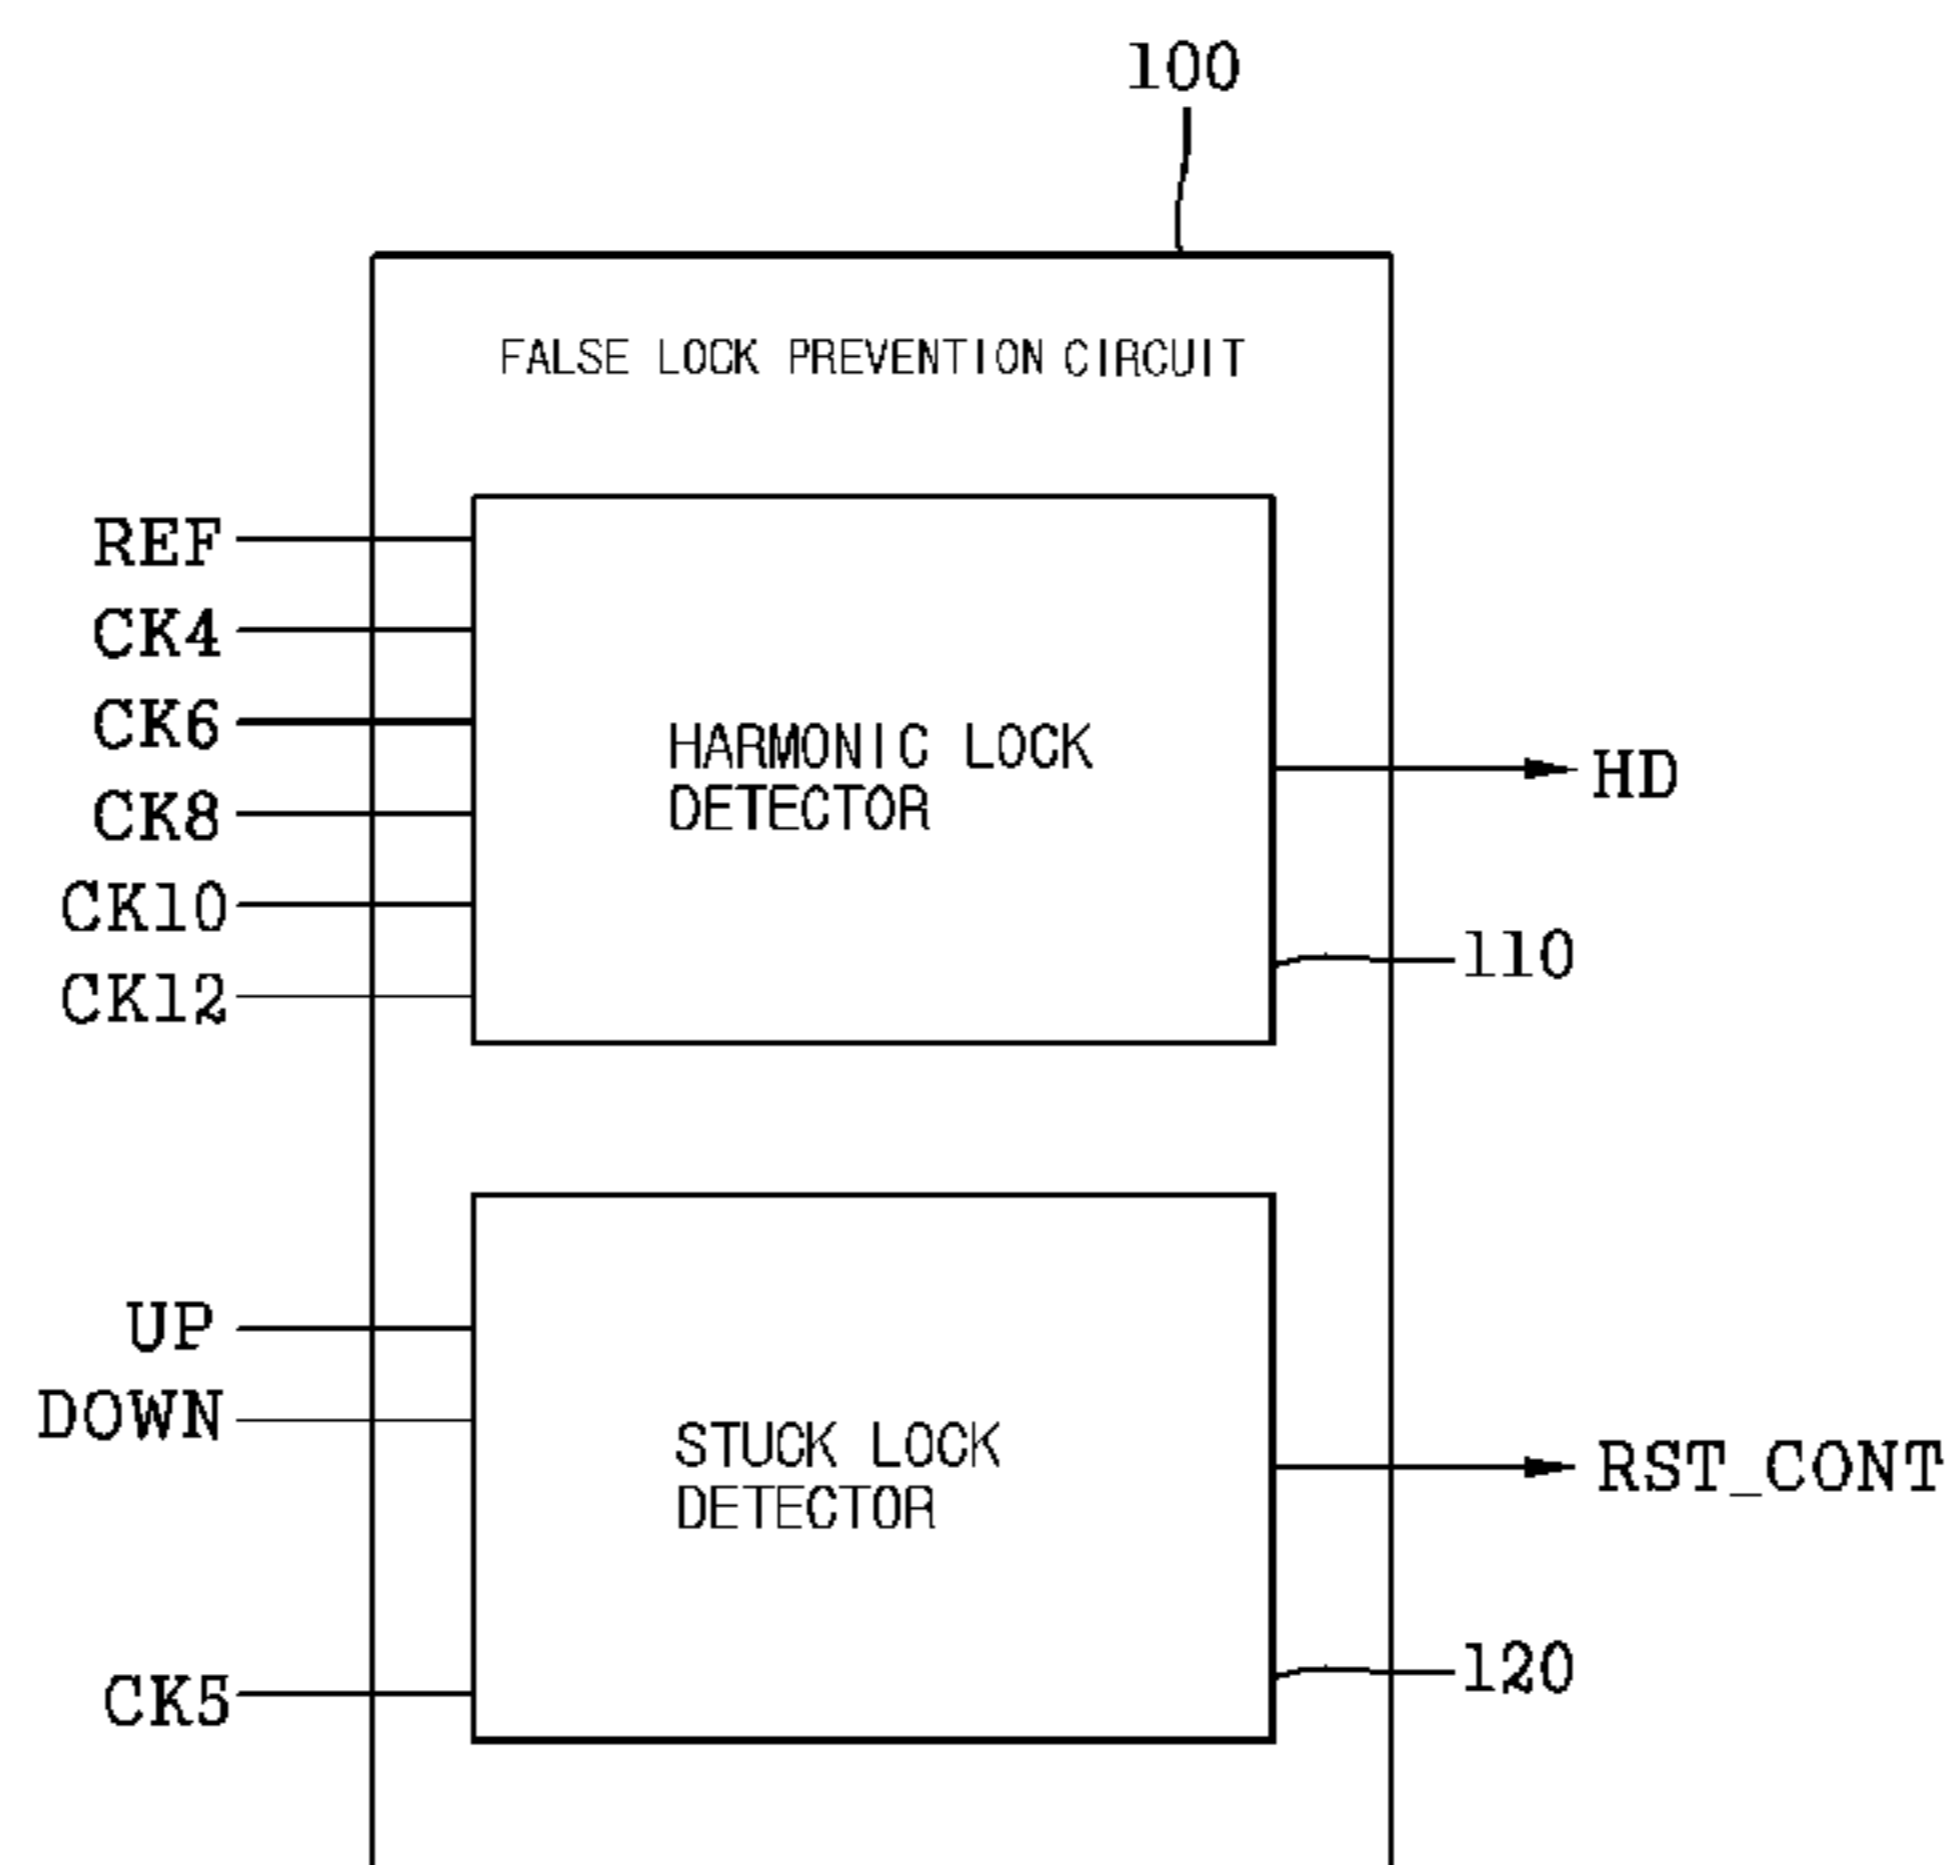 100
FALSE LOCK PREVENTION CIRCUIT
REF
CK4
CK6
CK8
CK10
CK12
HARMONIC LOCK
DETECTOR
HD
110
UP
DOWN
CK5
STUCK LOCK
DETECTOR
RST_CONT
120